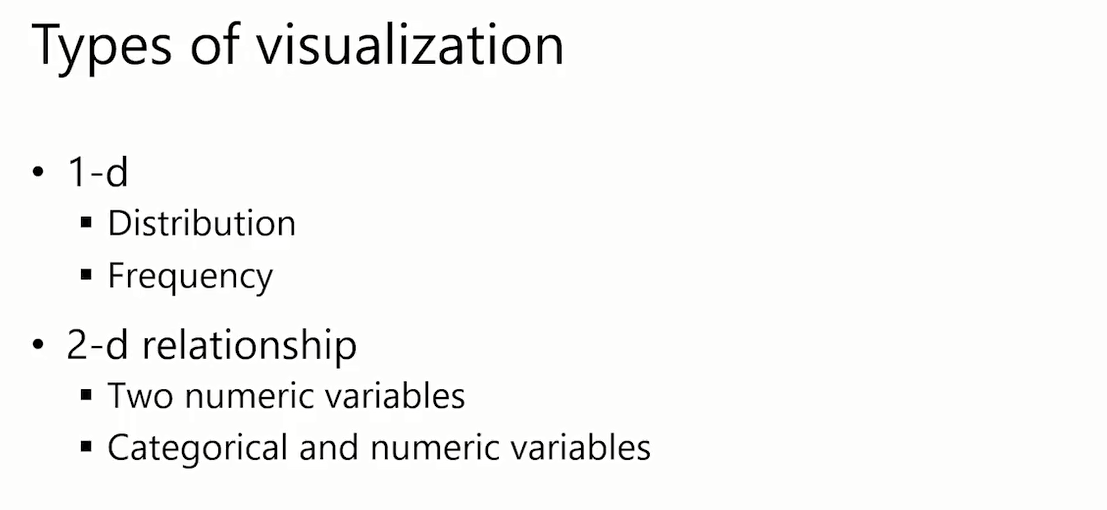 Types of visualization
• 1-d
▪ Distribution
▪ Frequency
• 2-d relationship
▪ Two numeric variables
▪ Categorical and numeric variables